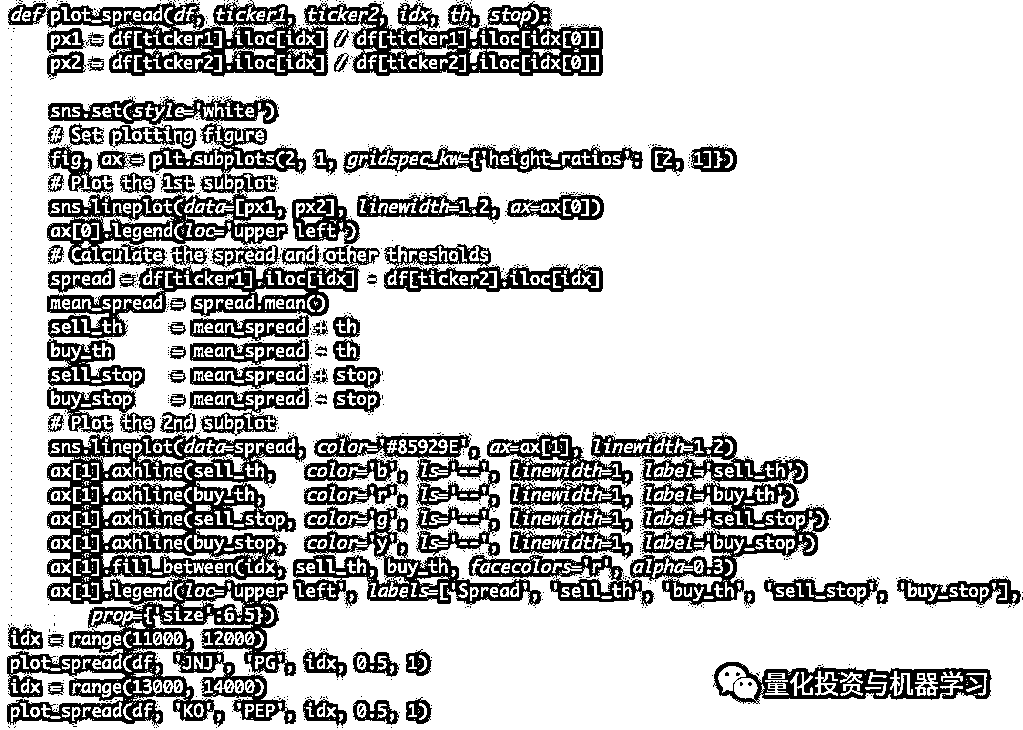 def plot_spread(df, ticker1, ticker2, idx, th, stop):
    px1 = df[ticker1].iloc[idx] / df[ticker1].iloc[idx[0]]
    px2 = df[ticker2].iloc[idx] / df[ticker2].iloc[idx[0]]

    sns.set(style='white')
    # Set plotting figure
    fig, ax = plt.subplots(2, 1, gridspec_kw={'height_ratios': [2, 1]})
    # Plot the 1st subplot
    sns.lineplot(data=[px1, px2], linewidth=1.2, ax=ax[0])
    ax[0].legend(loc='upper left')
    # Calculate the spread and other thresholds
    spread = df[ticker1].iloc[idx] - df[ticker2].iloc[idx]
    mean_spread = spread.mean()
    sell_th     = mean_spread + th
    buy_th      = mean_spread - th
    sell_stop   = mean_spread + stop
    buy_stop    = mean_spread - stop
    # Plot the 2nd subplot
    sns.lineplot(data=spread, color='#85929E', ax=ax[1], linewidth=1.2)
    ax[1].axhline(sell_th,   color='b', ls='--', linewidth=1, label='sell_th')
    ax[1].axhline(buy_th,    color='r', ls='--', linewidth=1, label='buy_th')
    ax[1].axhline(sell_stop, color='g', ls='--', linewidth=1, label='sell_stop')
    ax[1].axhline(buy_stop,  color='y', ls='--', linewidth=1, label='buy_stop')
    ax[1].fill_between(idx, sell_th, buy_th, facecolors='r', alpha=0.3)
    ax[1].legend(loc='upper left', labels=['Spread', 'sell_th', 'buy_th', 'sell_stop', 'buy_stop'],
        prop={'size':6.5})
idx = range(11000, 12000)
plot_spread(df, 'JNJ', 'PG', idx, 0.5, 1)
idx = range(13000, 14000)
plot_spread(df, 'KO', 'PEP', idx, 0.5, 1)
量化投资与机器学习